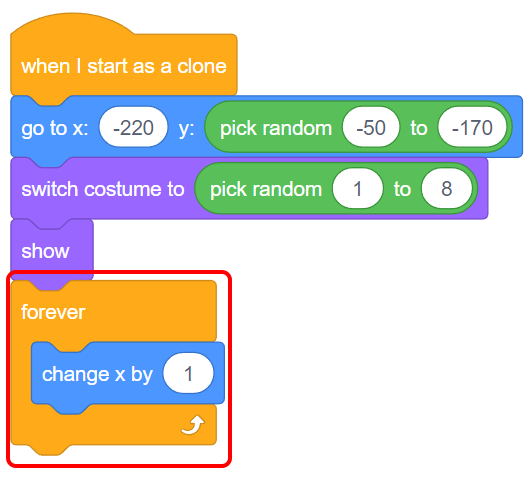 when I start as a clone
go to x: -220 y: pick random -50 to -170
switch costume to pick random 1 to 8
show
forever
change x by 1